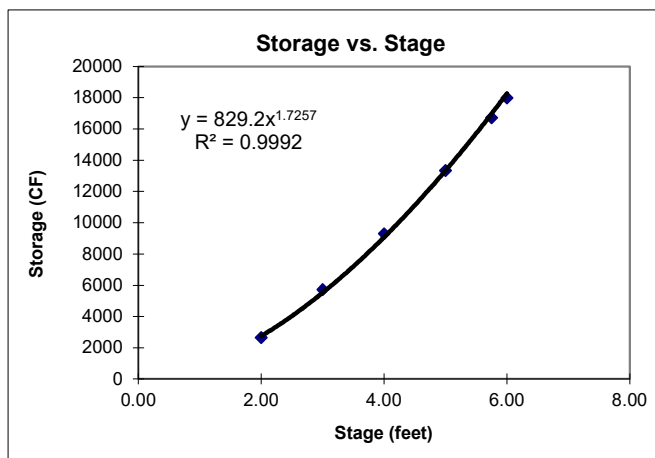 Storage vs. Stage
y = 829.2x^1.7257
R² = 0.9992
20000
18000
16000
14000
12000
10000
8000
6000
4000
2000
0
Storage (CF)
0.00 2.00 4.00 6.00 8.00
Stage (feet)